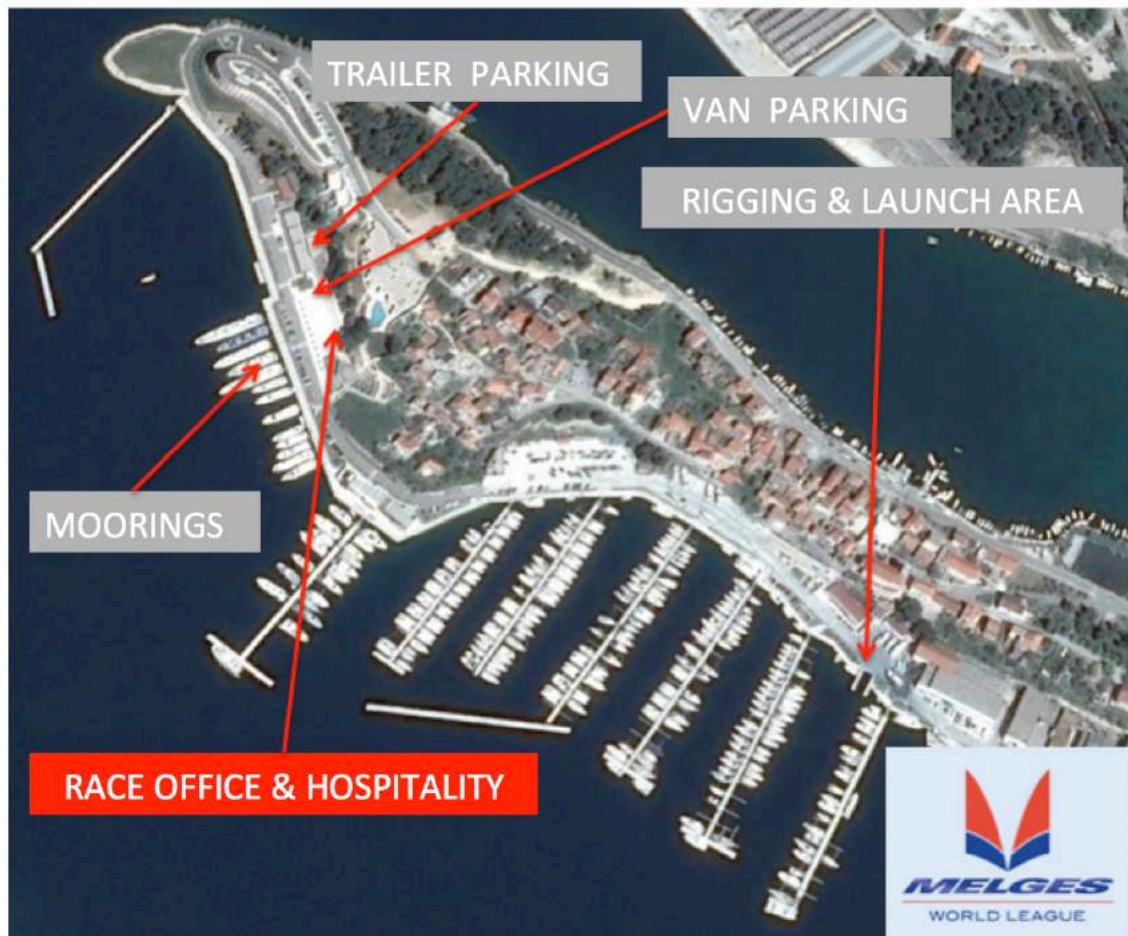 TRAILER PARKING
VAN PARKING
RIGGING & LAUNCH AREA
MOORINGS
RACE OFFICE & HOSPITALITY
MELGES
WORLD LEAGUE